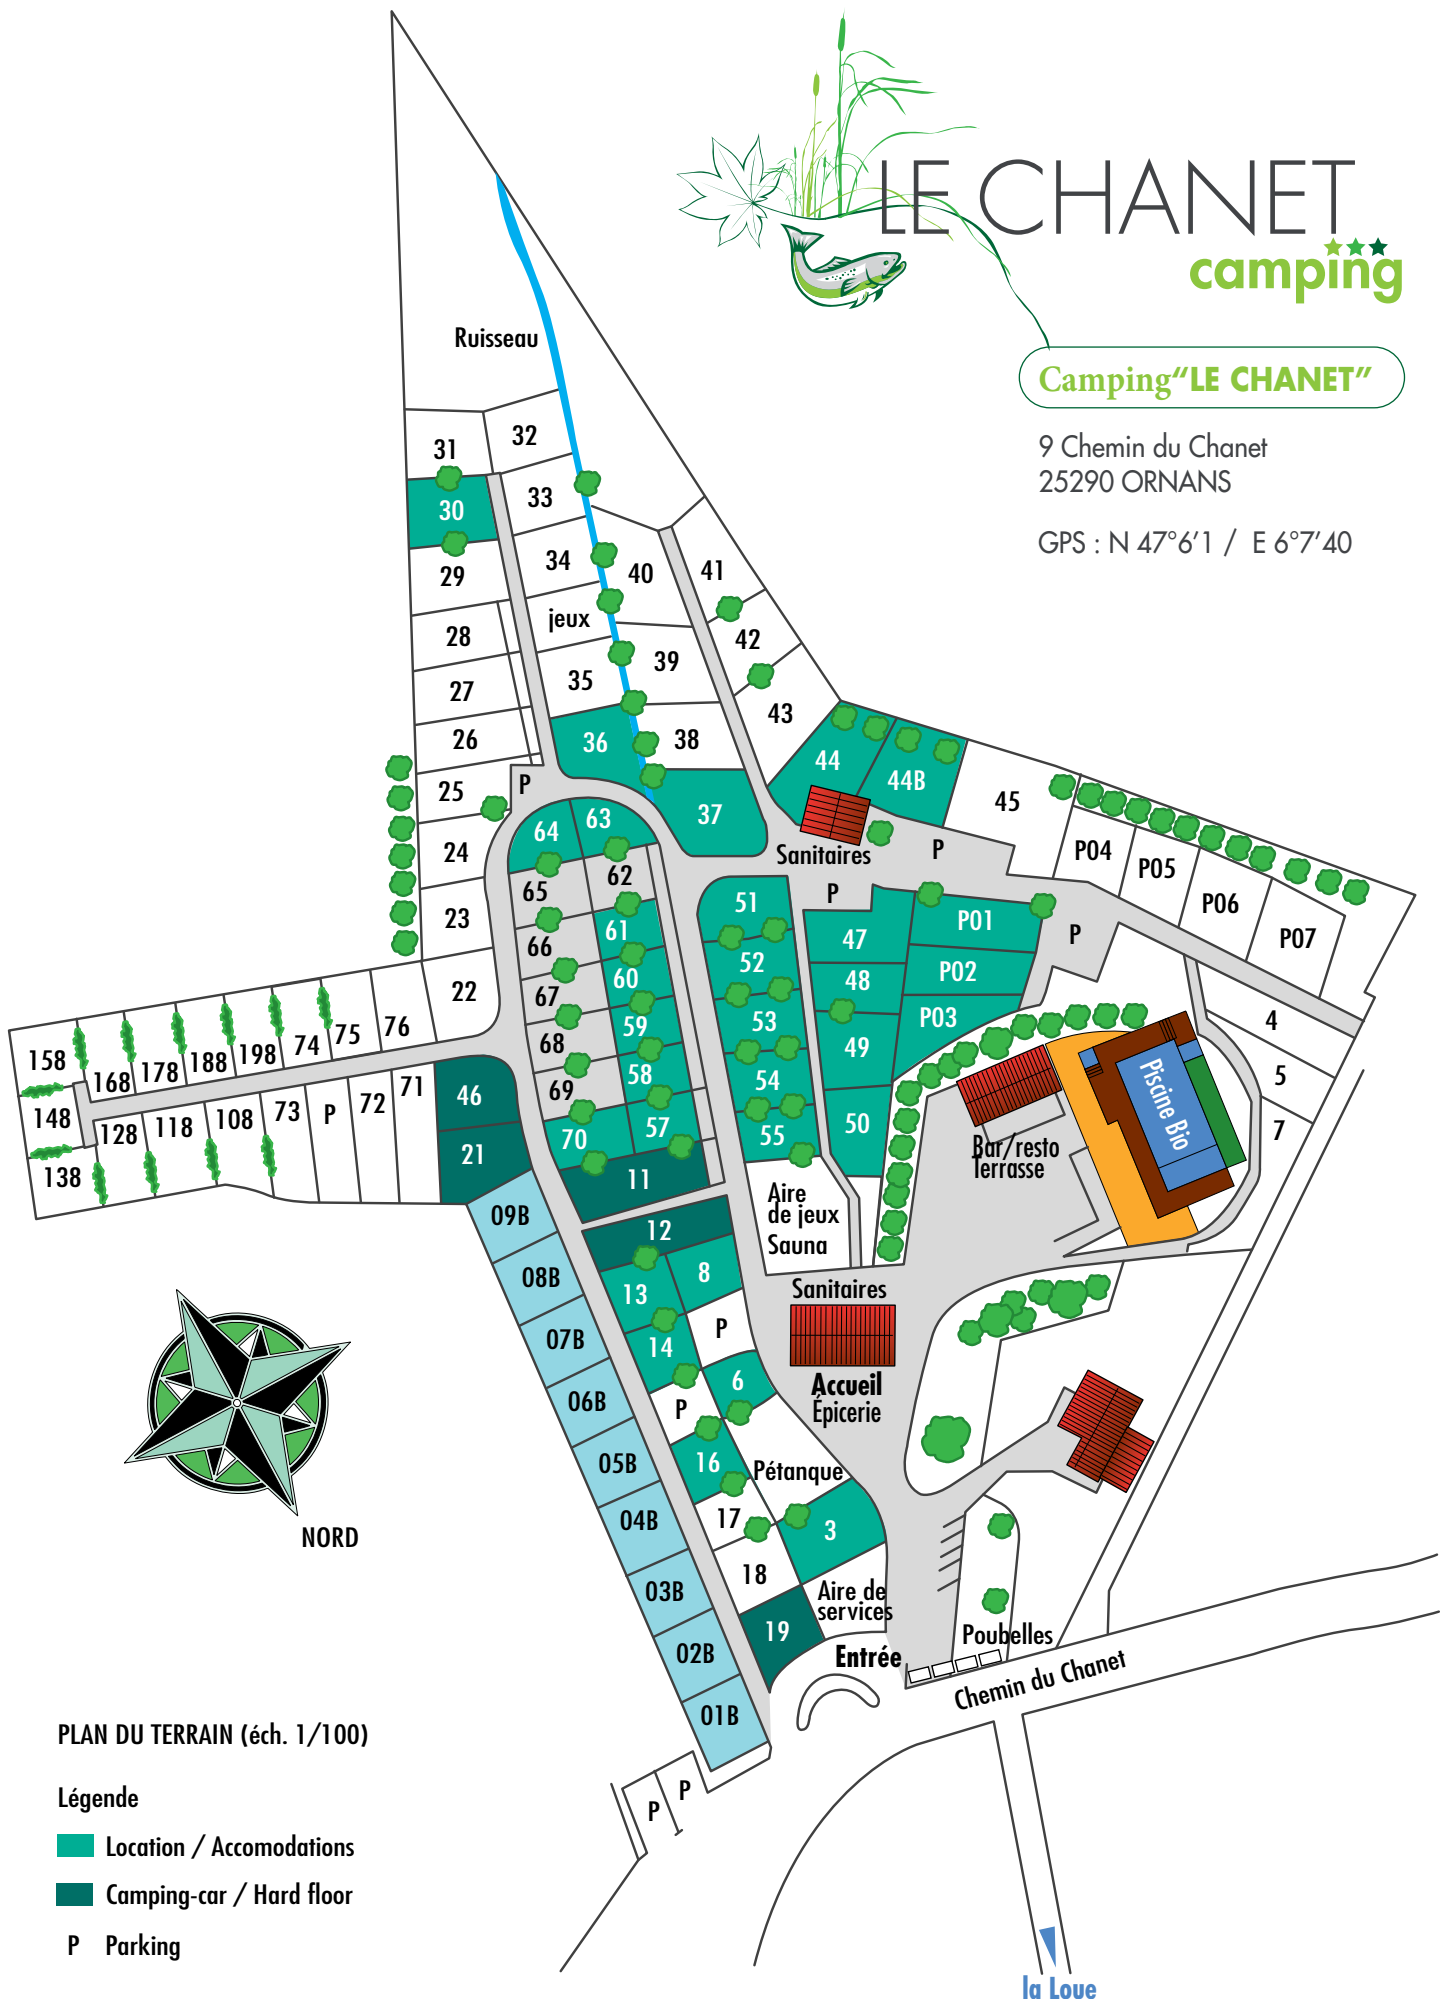 LE CHANET
camping
Camping“LE CHANET”
9 Chemin du Chanet
25290 ORNANS
GPS : N 47°6’1 / E 6°7’40
Ruisseau
31
32
30
33
29
34
40
41
jeux
28
42
39
27
35
43
26
36
38
44
44B
25
P
37
45
64
63
24
Sanitaires
P
P04
P05
62
65
P
51
P06
23
61
47
P01
P
P07
66
52
60
48
P02
22
67
59
53
P03
4
76
75
74
198
188
178
168
158
68
49
58
54
5
69
Piscine Bio
46
71
72
P
73
108
118
128
148
57
70
55
50
7
Bar/resto
Terrasse
21
138
11
Aire
de jeux
Sauna
09B
12
8
13
08B
Sanitaires
P
14
07B
Accueil
Épicerie
6
P
06B
16
Pétanque
05B
17
3
04B
NORD
18
Aire de
services
03B
19
Poubelles
Entrée
02B
Chemin du Chanet
01B
P
P
PLAN DU TERRAIN (éch. 1/100)
Légende
Location / Accomodations
Camping-car / Hard floor
P Parking
la Loue